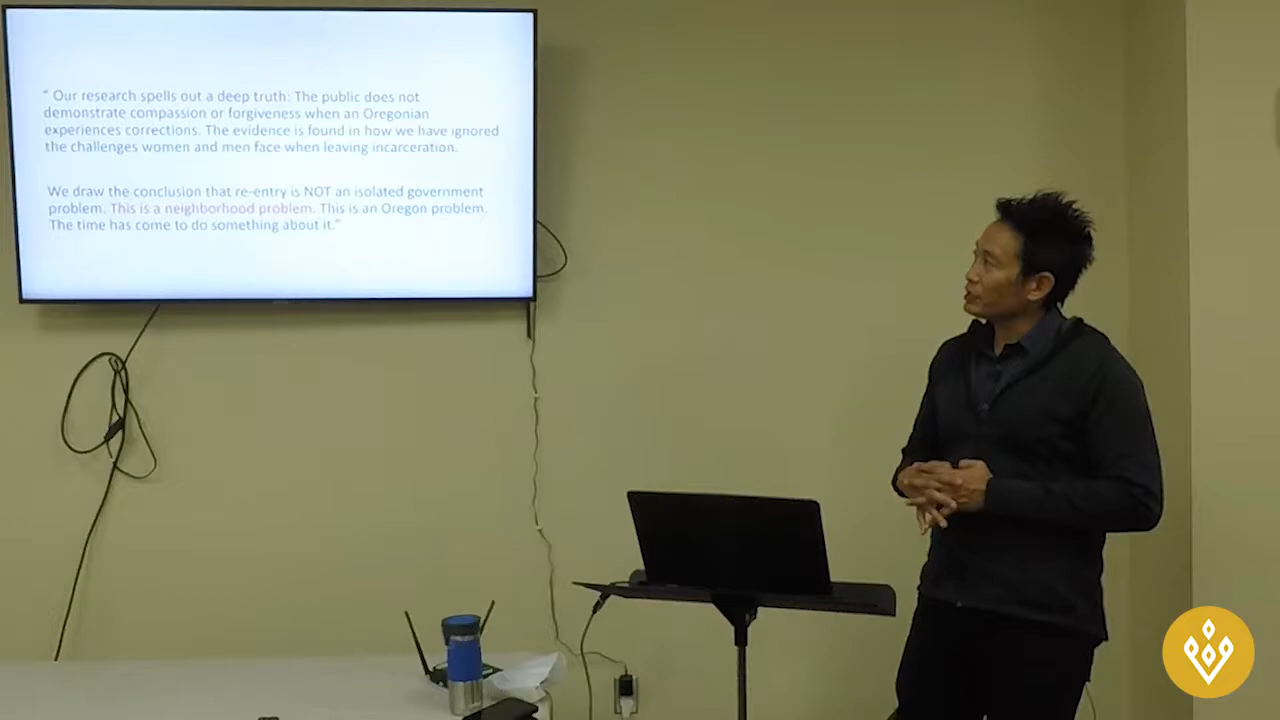 “ Our research spells out a deep truth: The public does not
demonstrate compassion or forgiveness when an Oregonian
experiences corrections. The evidence is found in how we have ignored
the challenges women and men face when leaving incarceration.
We draw the conclusion that re-entry is NOT an isolated government
problem. This is a neighborhood problem. This is an Oregon problem.
The time has come to do something about it.”